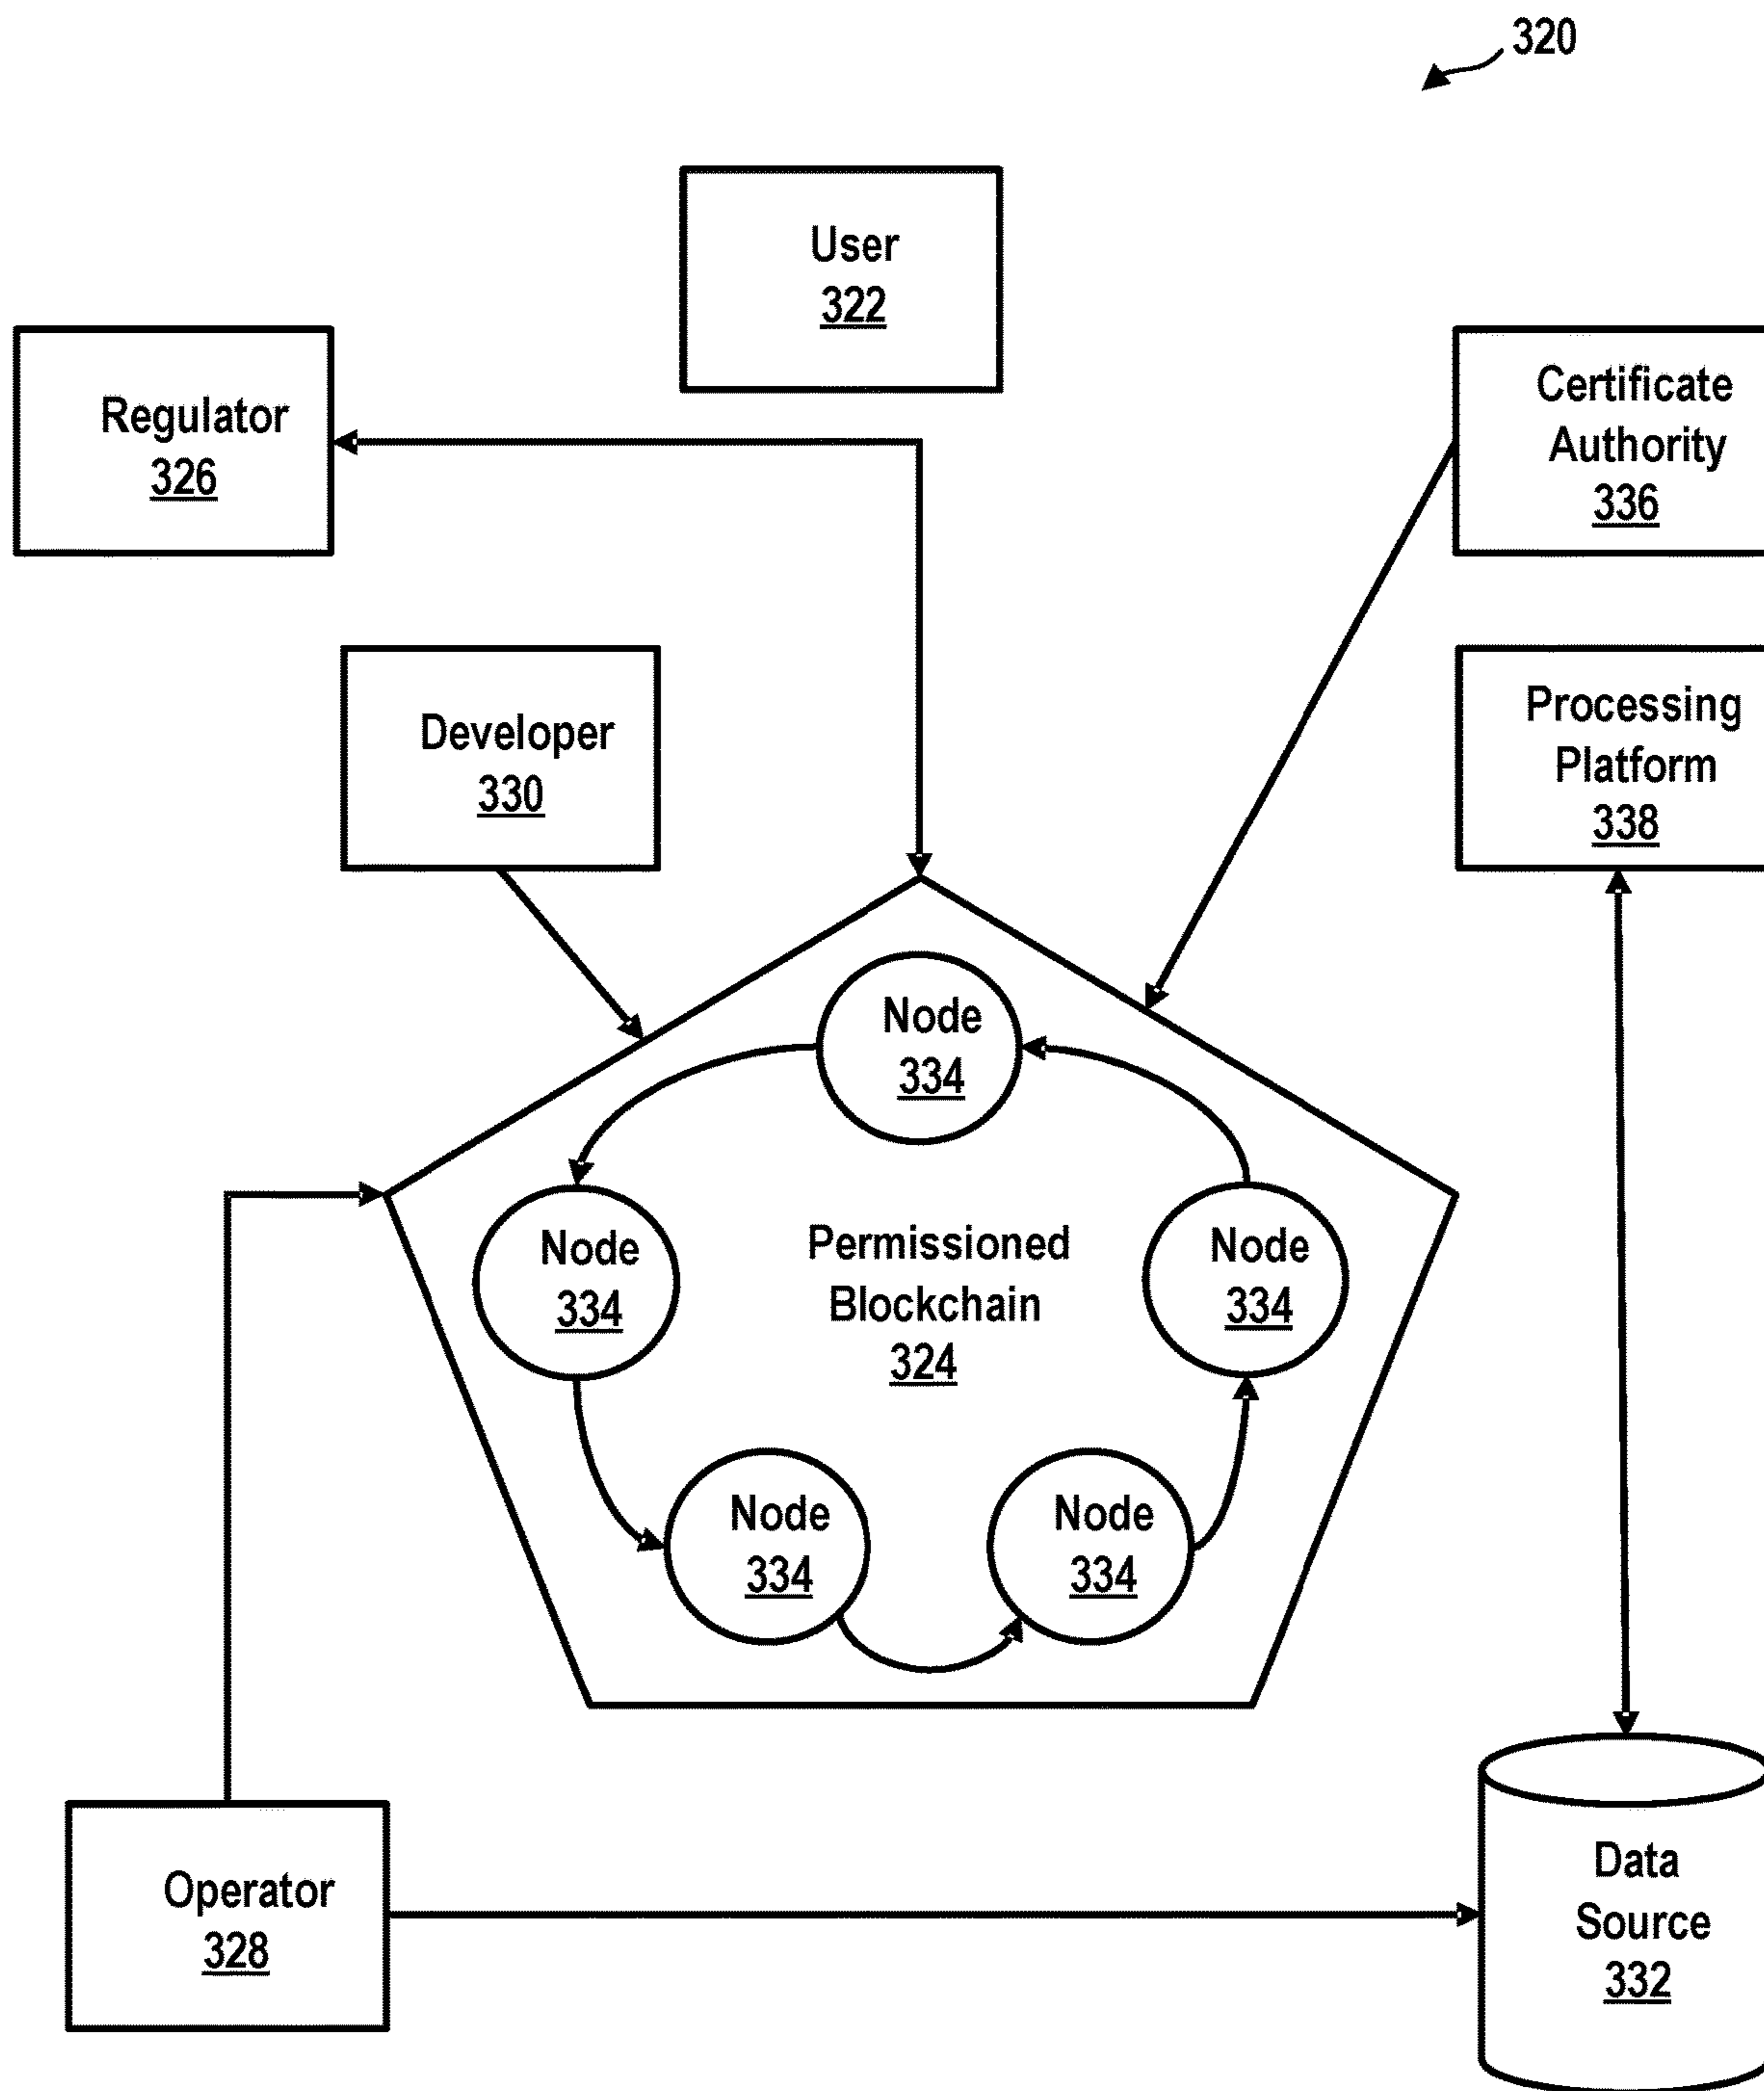 320
User
322
Regulator
326
Certificate
Authority
336
Developer
330
Processing
Platform
338
Node
334
Node
334
Permissioned
Blockchain
324
Node
334
Node
334
Node
334
Operator
328
Data
Source
332